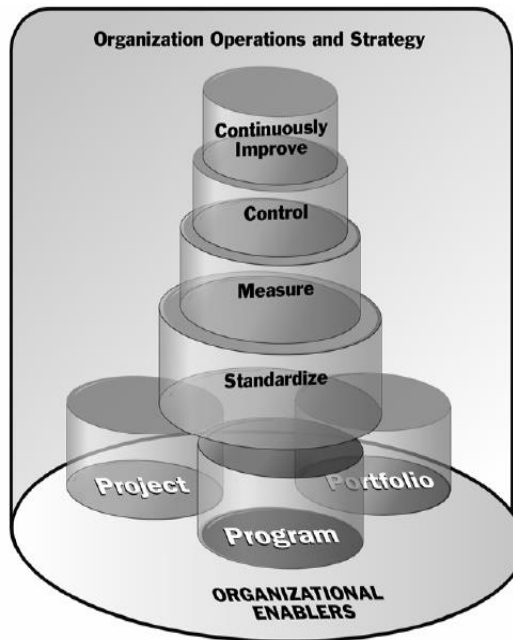 Organization Operations and Strategy
Continuously
Improve
Control
Measure
Standardize
Project
Portfolio
Program
ORGANIZATIONAL
ENABLERS